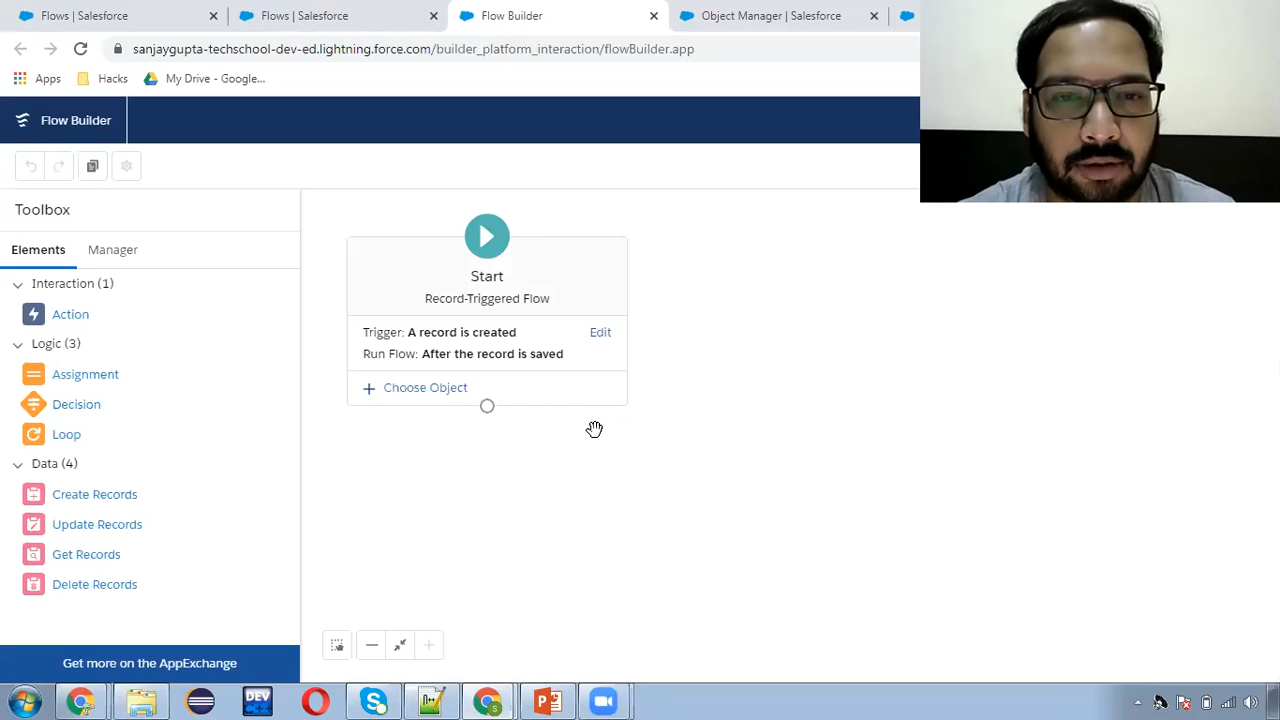 Flows | Salesforce
Flows | Salesforce
Flow Builder
Object Manager | Salesforce
sanjaygupta-techschool-dev-ed.lightning.force.com/builder_platform_interaction/flowBuilder.app
Apps
Hacks
My Drive - Google...
Flow Builder
Toolbox
Elements
Manager
Interaction (1)
Action
Logic (3)
Assignment
Decision
Loop
Data (4)
Create Records
Update Records
Get Records
Delete Records
Get more on the AppExchange
Start
Record-Triggered Flow
Trigger: A record is created
Edit
Run Flow: After the record is saved
Choose Object
DEV
C++